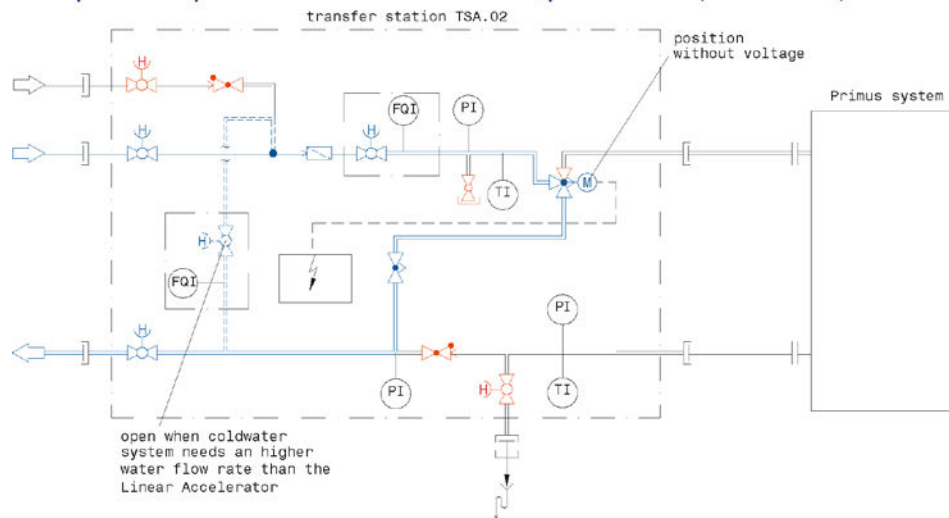 transfer station TSA.02
position
without voltage
Primus system
H
FQI
PI
H
H
TI
M
H
FQI
PI
H
PI
H
TI
open when coldwater
system needs an higher
water flow rate than the
Linear Accelerator